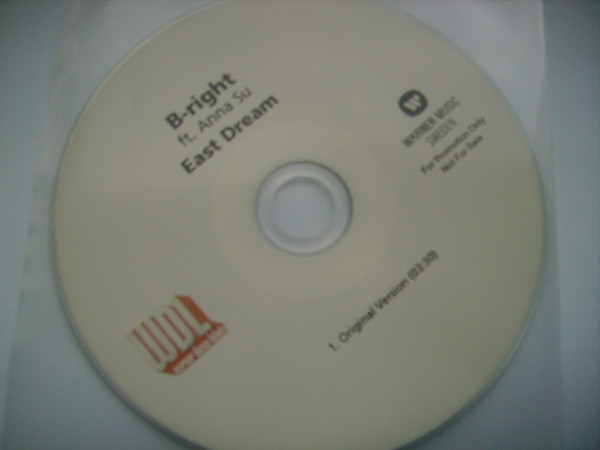 B-right
ft. Anna Su
East Dream
WARNER MUSIC
SWEDEN
For Promotion Only
Not For Sale
1. Original Version (03:30)
WDL